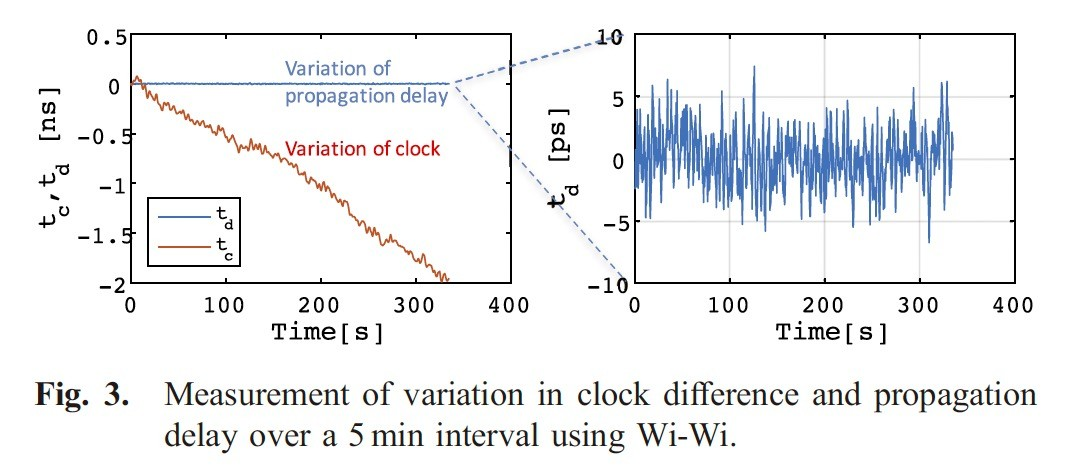 0.5
0
-0.5
-1
-1.5
-2
t_c, t_d [ns]
Variation of
propagation delay
Variation of clock
t_d
t_c
0 100 200 300 400
Time[s]
10
5
0
-5
-10
t_d [ps]
0 100 200 300 400
Time[s]
Fig. 3. Measurement of variation in clock difference and propagation
delay over a 5 min interval using Wi-Wi.